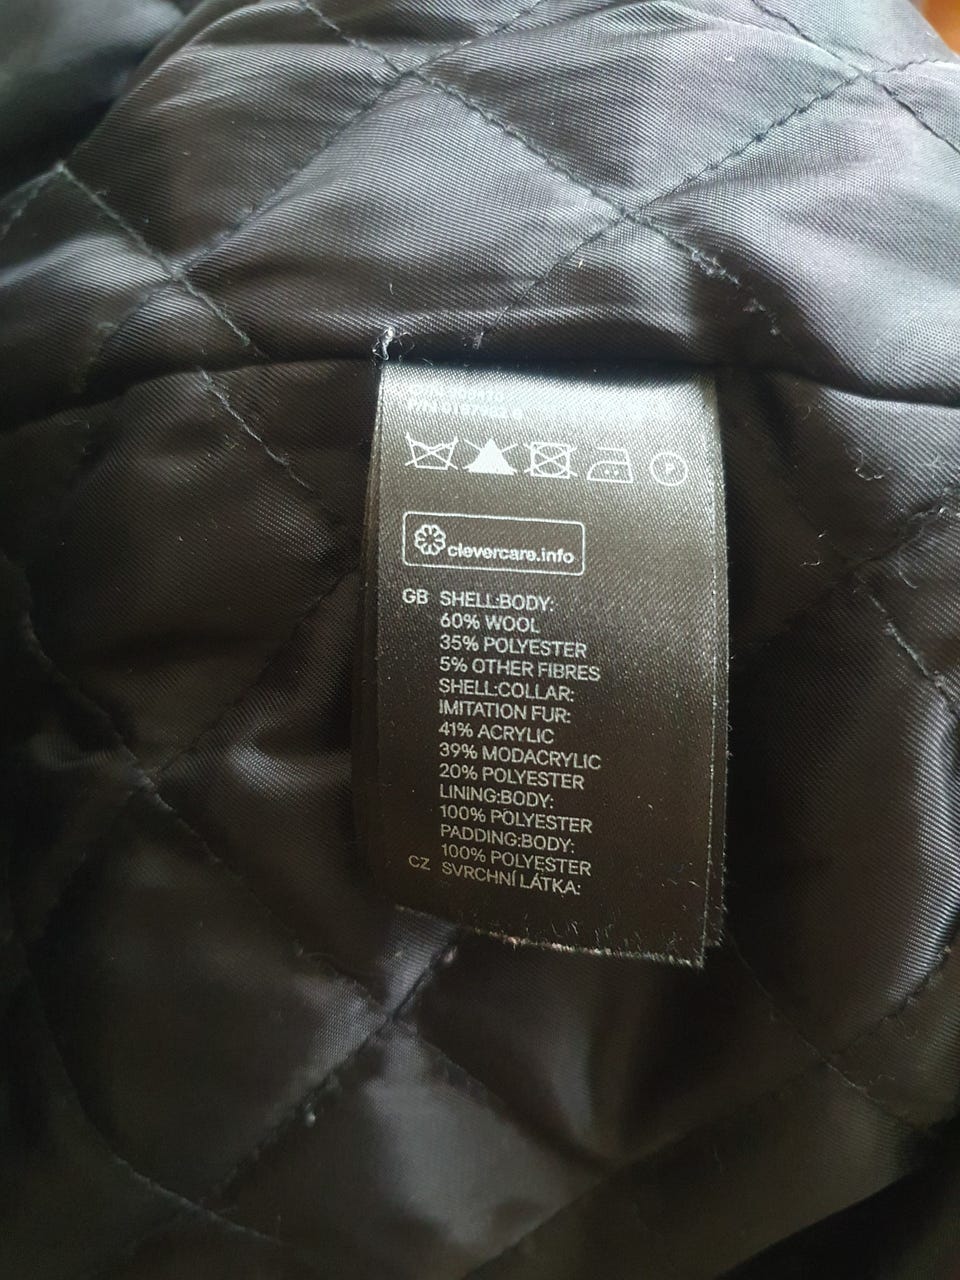 clevercare.info
GB SHELL:BODY:
60% WOOL
35% POLYESTER
5% OTHER FIBRES
SHELL:COLLAR:
IMITATION FUR:
41% ACRYLIC
39% MODACRYLIC
20% POLYESTER
LINING:BODY:
100% POLYESTER
PADDING:BODY:
100% POLYESTER
CZ SVRCHNÍ LÁTKA: